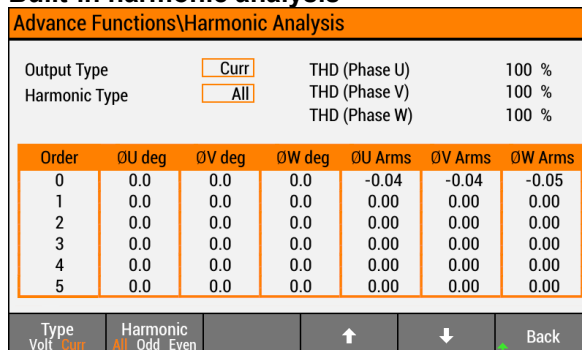 Built-in harmonic analysis
Advance Functions\Harmonic Analysis
Output Type Curr THD (Phase U) 100 %
Harmonic Type All THD (Phase V) 100 %
THD (Phase W) 100 %
Order ØU deg ØV deg ØW deg ØU Arms ØV Arms ØW Arms
0 0.0 0.0 0.0 -0.04 -0.04 -0.05
1 0.0 0.0 0.0 0.00 0.00 0.00
2 0.0 0.0 0.0 0.00 0.00 0.00
3 0.0 0.0 0.0 0.00 0.00 0.00
4 0.0 0.0 0.0 0.00 0.00 0.00
5 0.0 0.0 0.0 0.00 0.00 0.00
Type Harmonic Back
Volt Curr All Odd Even